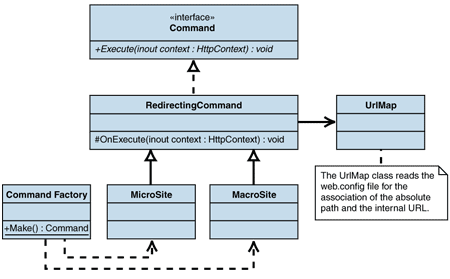 «interface»
Command
+Execute(inout context : HttpContext) : void
RedirectingCommand
#OnExecute(inout context : HttpContext) : void
UrlMap
The UrlMap class reads the
web.config file for the
association of the absolute
path and the internal URL.
Command Factory
+Make() : Command
MicroSite
MacroSite